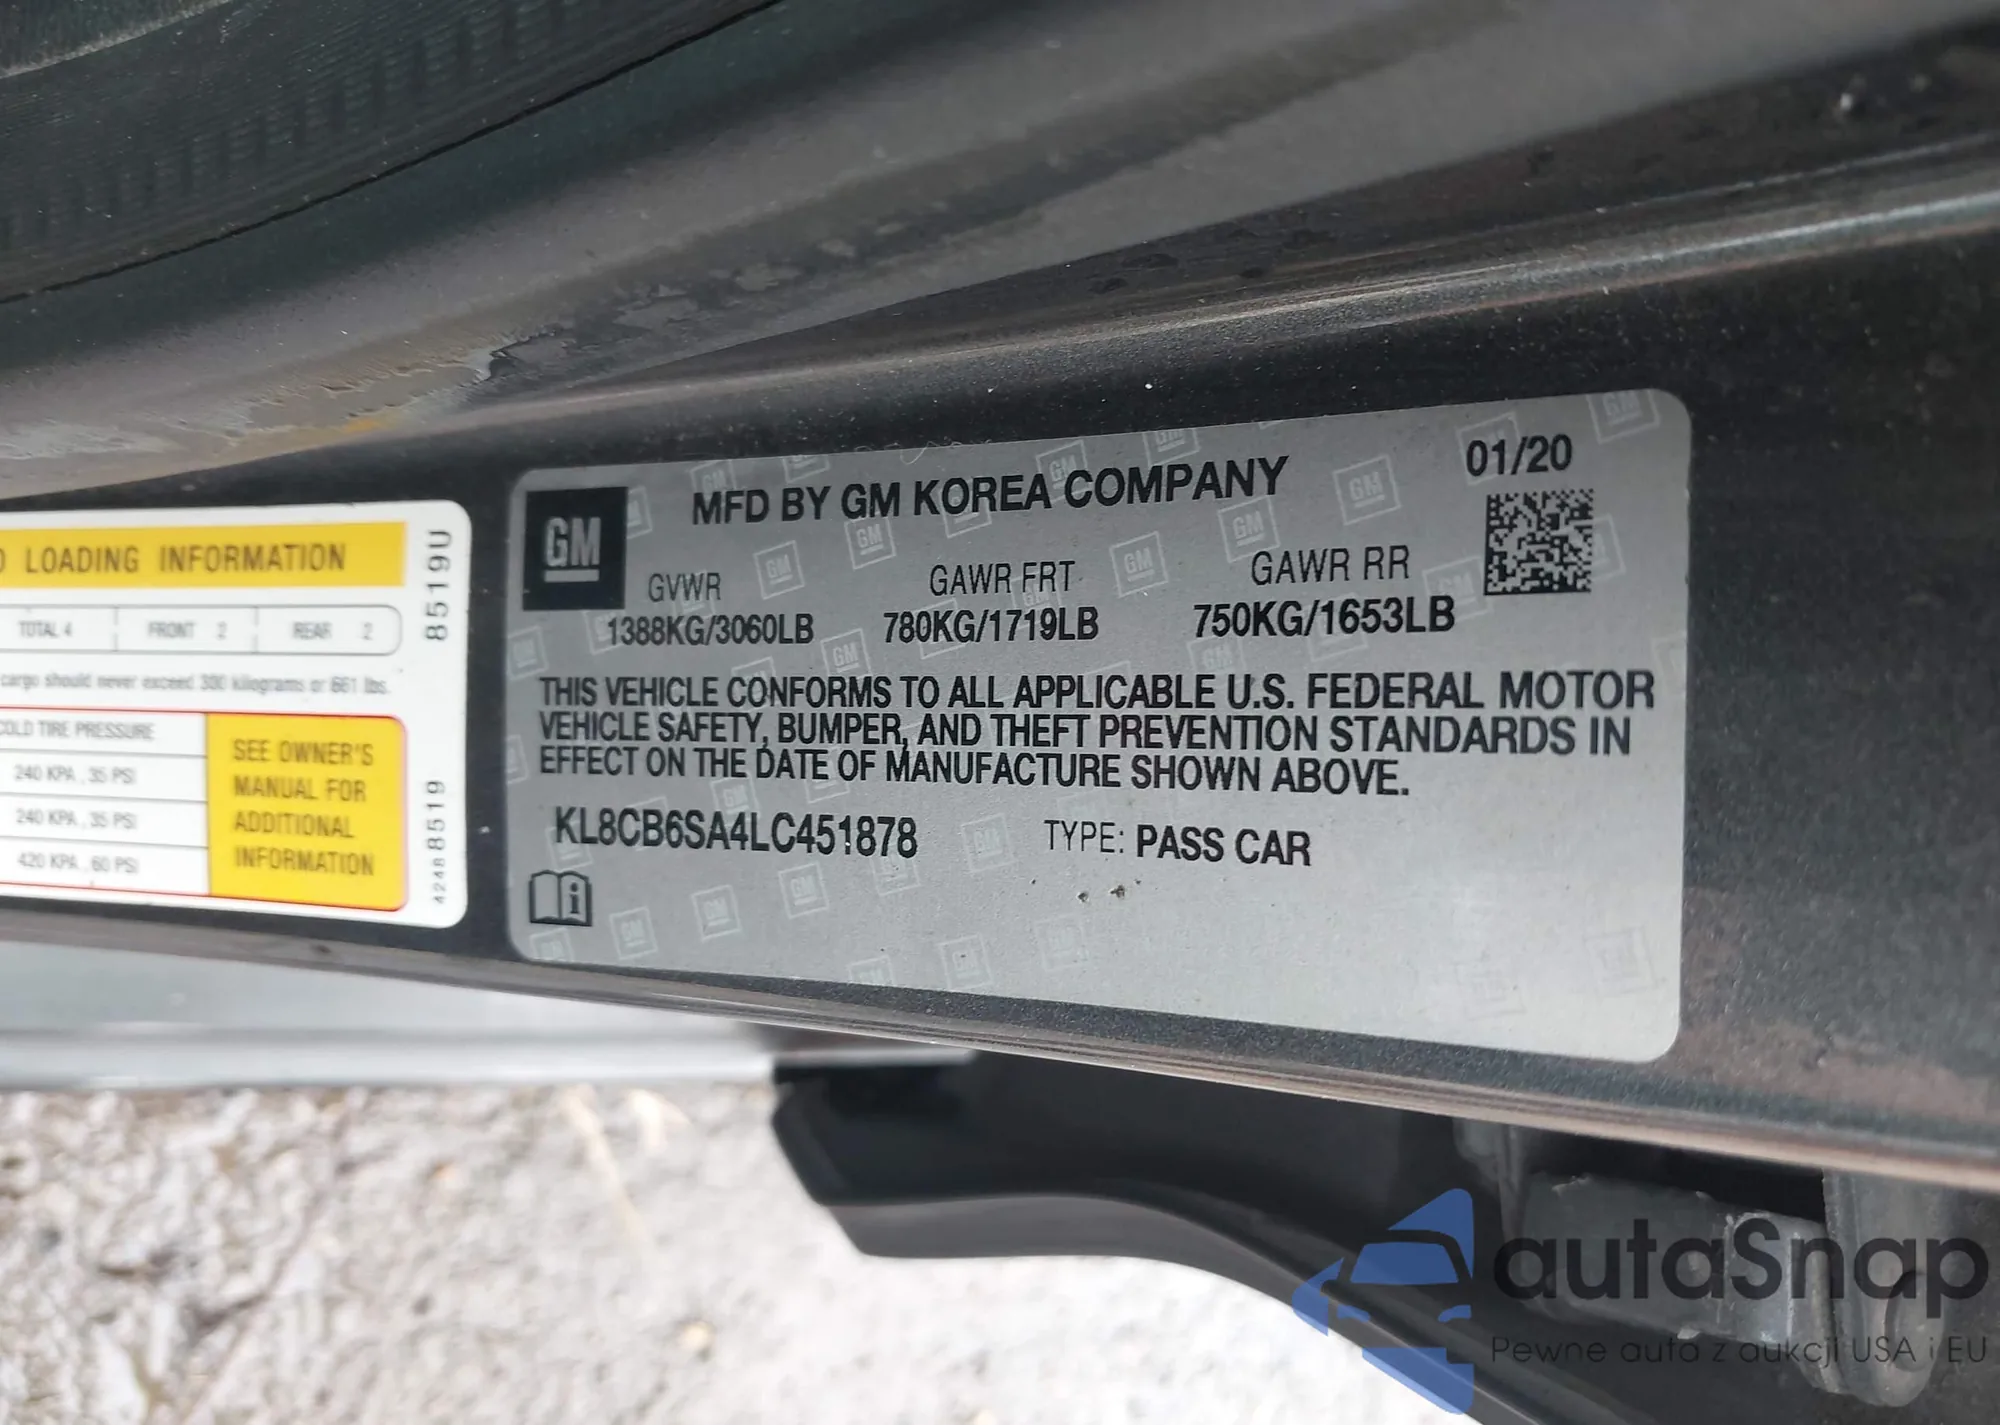 LOADING INFORMATION
TOTAL 4 FRONT 2 REAR 2
cargo should never exceed 300 kilograms or 661 lbs.
COLD TIRE PRESSURE
240 KPA , 35 PSI
240 KPA , 35 PSI
420 KPA , 60 PSI
SEE OWNER'S
MANUAL FOR
ADDITIONAL
INFORMATION
8519U
42488519
GM
MFD BY GM KOREA COMPANY
01/20
GVWR GAWR FRT GAWR RR
1388KG/3060LB 780KG/1719LB 750KG/1653LB
THIS VEHICLE CONFORMS TO ALL APPLICABLE U.S. FEDERAL MOTOR
VEHICLE SAFETY, BUMPER, AND THEFT PREVENTION STANDARDS IN
EFFECT ON THE DATE OF MANUFACTURE SHOWN ABOVE.
KL8CB6SA4LC451878 TYPE: PASS CAR
autaSnap
Pewne auta z aukcji USA i EU